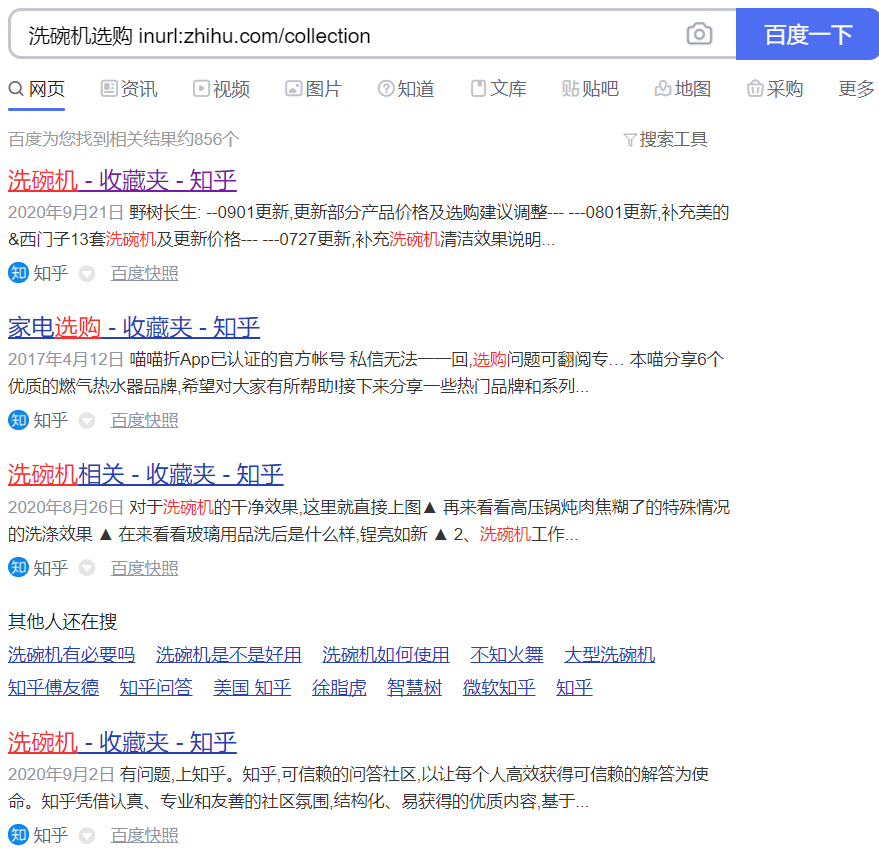 洗碗机选购 inurl:zhihu.com/collection 百度一下
网页 资讯 视频 图片 知道 文库 贴吧 地图 采购 更多
百度为您找到相关结果约856个 搜索工具
洗碗机 - 收藏夹 - 知乎
2020年9月21日 野树长生: --0901更新,更新部分产品价格及选购建议调整--- ---0801更新,补充美的
&西门子13套洗碗机及更新价格--- ---0727更新,补充洗碗机清洁效果说明...
知 知乎 百度快照
家电选购 - 收藏夹 - 知乎
2017年4月12日 喵喵折App已认证的官方帐号 私信无法一一回,选购问题可翻阅专… 本喵分享6个
优质的燃气热水器品牌,希望对大家有所帮助!接下来分享一些热门品牌和系列...
知 知乎 百度快照
洗碗机相关 - 收藏夹 - 知乎
2020年8月26日 对于洗碗机的干净效果,这里就直接上图▲ 再来看看高压锅炖肉焦糊了的特殊情况
的洗涤效果 ▲ 在来看看玻璃用品洗后是什么样,锃亮如新 ▲ 2、洗碗机工作...
知 知乎 百度快照
其他人还在搜
洗碗机有必要吗 洗碗机是不是好用 洗碗机如何使用 不知火舞 大型洗碗机
知乎傅友德 知乎问答 美国 知乎 徐脂虎 智慧树 微软知乎 知乎
洗碗机 - 收藏夹 - 知乎
2020年9月2日 有问题,上知乎。知乎,可信赖的问答社区,以让每个人高效获得可信赖的解答为使
命。知乎凭借认真、专业和友善的社区氛围,结构化、易获得的优质内容,基于...
知 知乎 百度快照